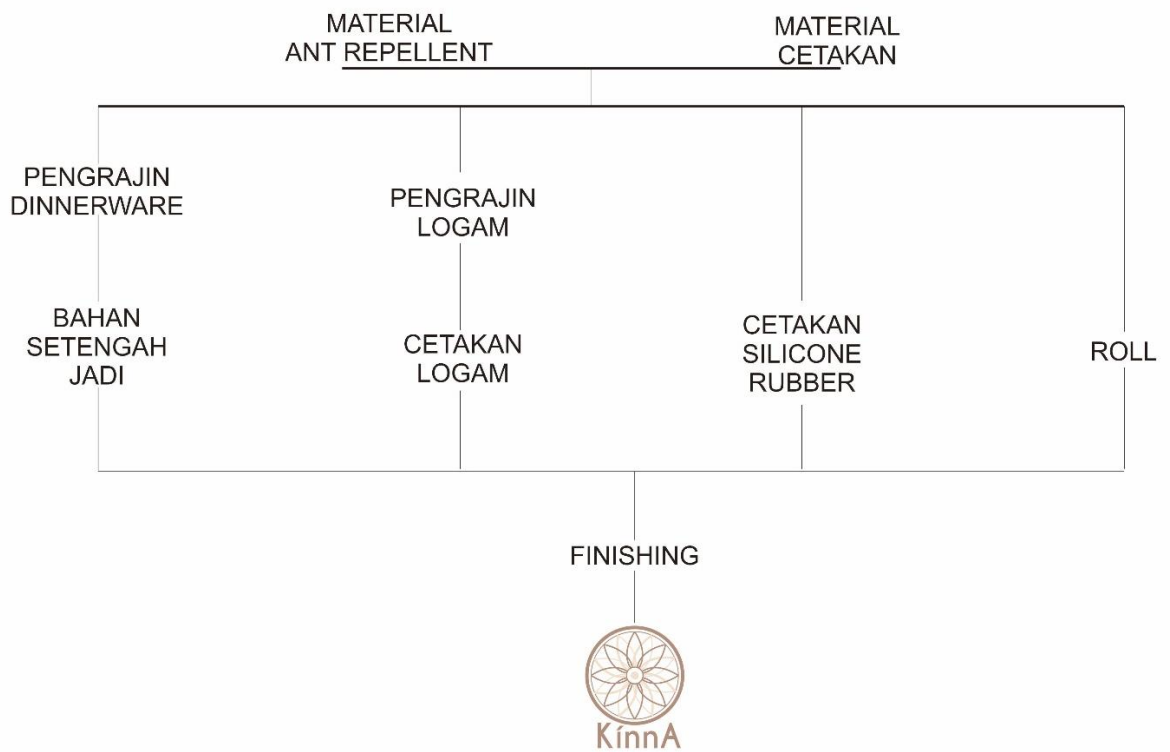 MATERIAL
ANT REPELLENT
MATERIAL
CETAKAN
PENGRAJIN
DINNERWARE
PENGRAJIN
LOGAM
BAHAN
SETENGAH
JADI
CETAKAN
LOGAM
CETAKAN
SILICONE
RUBBER
ROLL
FINISHING
KínnA